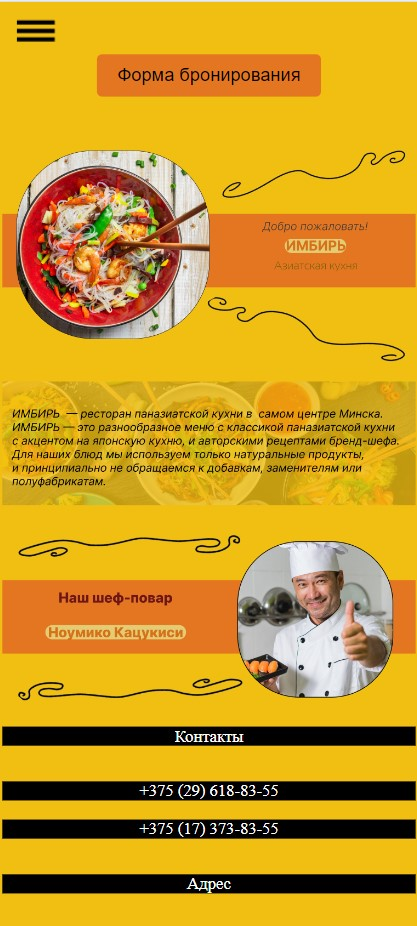 Форма бронирования
Добро пожаловать!
ИМБИРЬ
Азиатская кухня
ИМБИРЬ — ресторан паназиатской кухни в самом центре Минска.
ИМБИРЬ — это разнообразное меню с классикой паназиатской кухни
с акцентом на японскую кухню, и авторскими рецептами бренд-шефа.
Для наших блюд мы используем только натуральные продукты,
и принципиально не обращаемся к добавкам, заменителям или
полуфабрикатам.
Наш шеф-повар
Ноумико Кацукиси
Контакты
+375 (29) 618-83-55
+375 (17) 373-83-55
Адрес